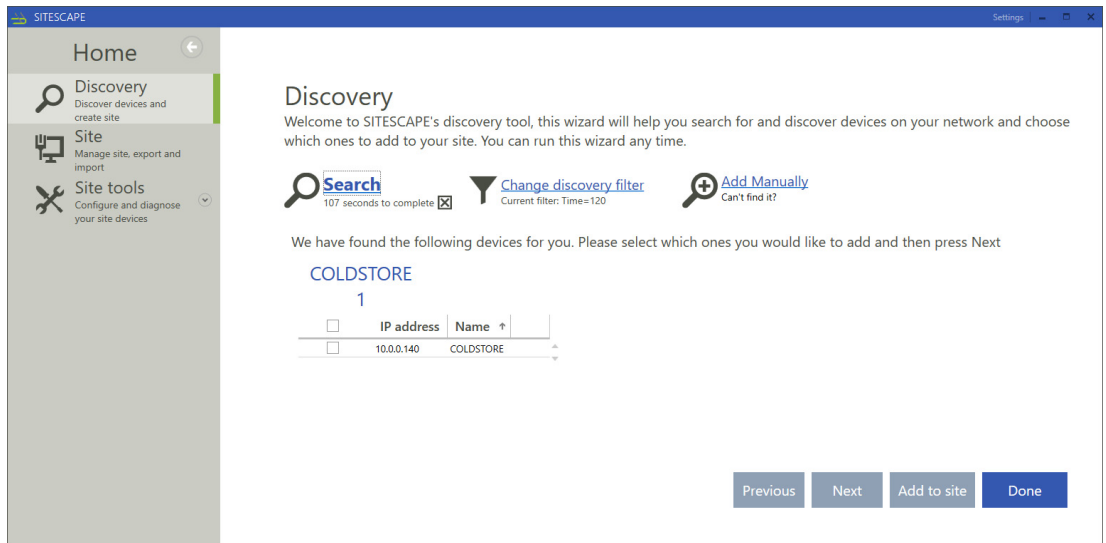 SITESCAPE
Settings
Home
Discovery
Discover devices and
create site
Site
Manage site, export and
import
Site tools
Configure and diagnose
your site devices
Discovery
Welcome to SITESCAPE's discovery tool, this wizard will help you search for and discover devices on your network and choose
which ones to add to your site. You can run this wizard any time.
Search
107 seconds to complete
Change discovery filter
Current filter: Time=120
Add Manually
Can't find it?
We have found the following devices for you. Please select which ones you would like to add and then press Next
COLDSTORE
1
IP address Name
10.0.0.140 COLDSTORE
Previous Next Add to site Done